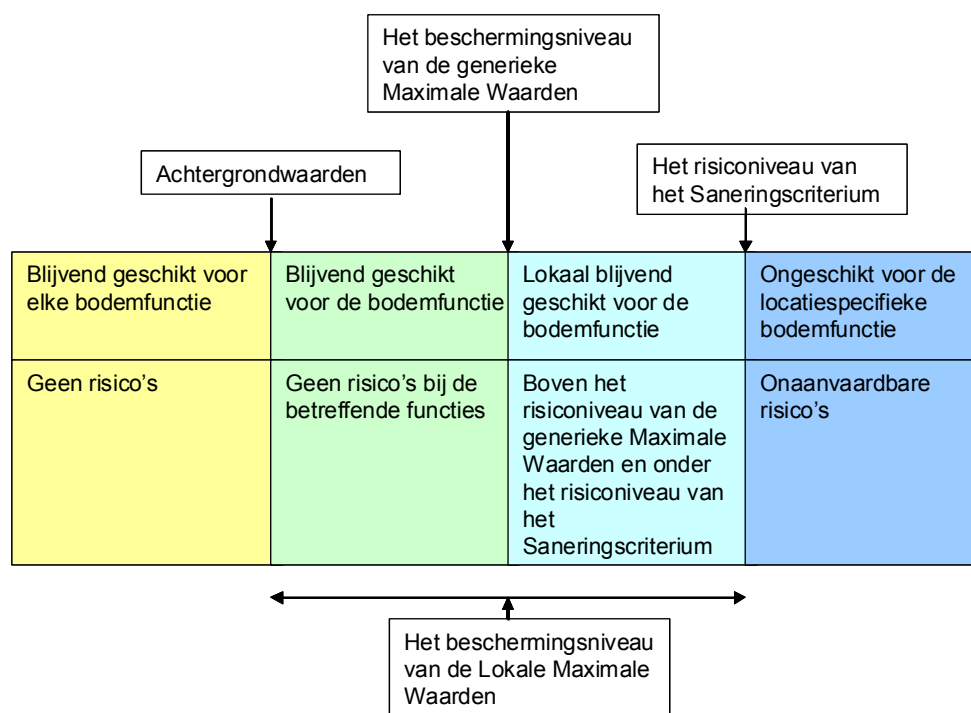 Het beschermingsniveau
van de generieke
Maximale Waarden
Achtergrondwaarden
Het risiconiveau van
het Saneringscriterium
Blijvend geschikt voor
elke bodemfunctie
Blijvend geschikt
voor de bodemfunctie
Lokaal blijvend
geschikt voor de
bodemfunctie
Ongeschikt voor de
locatiespecifieke
bodemfunctie
Geen risico's
Geen risico's bij de
betreffende functies
Boven het
risiconiveau van de
generieke Maximale
Waarden en onder
het risiconiveau van
het
Saneringscriterium
Onaanvaardbare
risico's
Het beschermingsniveau
van de Lokale Maximale
Waarden